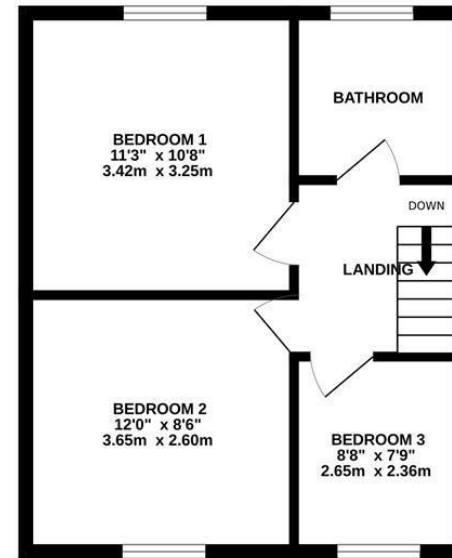 BATHROOM
BEDROOM 1
11'3" x 10'8"
3.42m x 3.25m
DOWN
LANDING
BEDROOM 2
12'0" x 8'6"
3.65m x 2.60m
BEDROOM 3
8'8" x 7'9"
2.65m x 2.36m